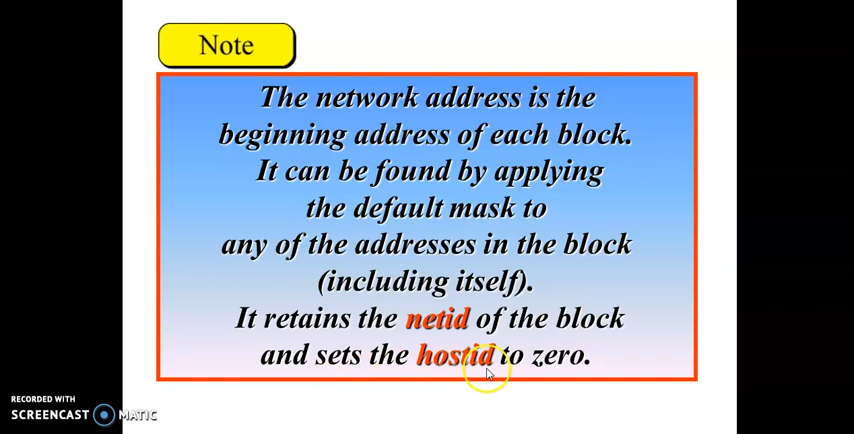 Note
The network address is the
beginning address of each block.
It can be found by applying
the default mask to
any of the addresses in the block
(including itself).
It retains the netid of the block
and sets the hostid to zero.
RECORDED WITH
SCREENCAST MATIC